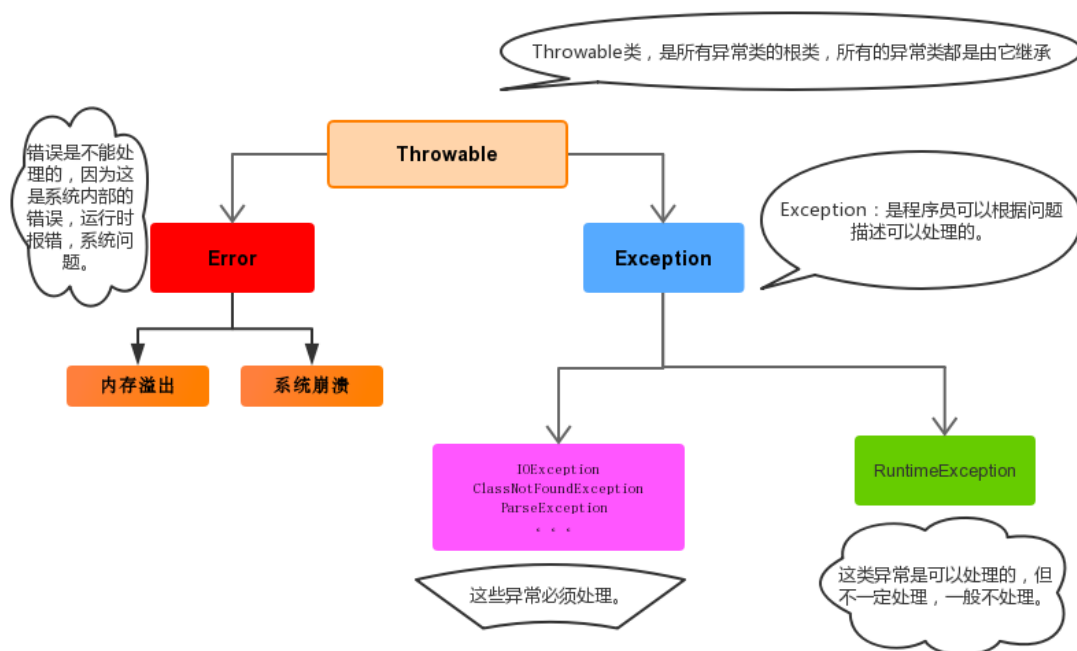 Throwable类，是所有异常类的根类，所有的异常类都是由它继承
Throwable
错误是不能处
理的，因为这
是系统内部的
错误，运行时
报错，系统问
题。
Error
Exception
Exception：是程序员可以根据问题
描述可以处理的。
内存溢出
系统崩溃
IOException
ClassNotFoundException
ParseException
。。。
RuntimeException
这些异常必须处理。
这类异常是可以处理的，但
不一定处理，一般不处理。